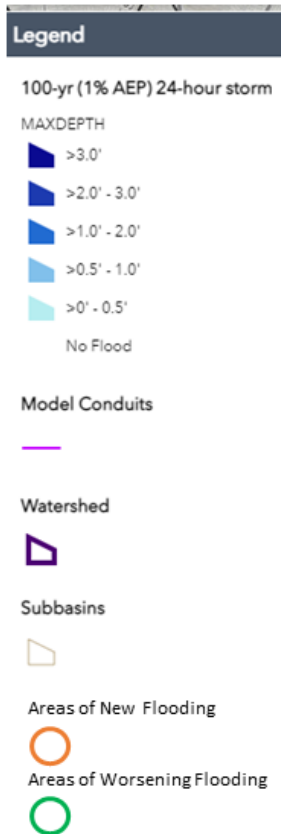 Legend
100-yr (1% AEP) 24-hour storm
MAXDEPTH
>3.0'
>2.0' - 3.0'
>1.0' - 2.0'
>0.5' - 1.0'
>0' - 0.5'
No Flood
Model Conduits
Watershed
Subbasins
Areas of New Flooding
Areas of Worsening Flooding